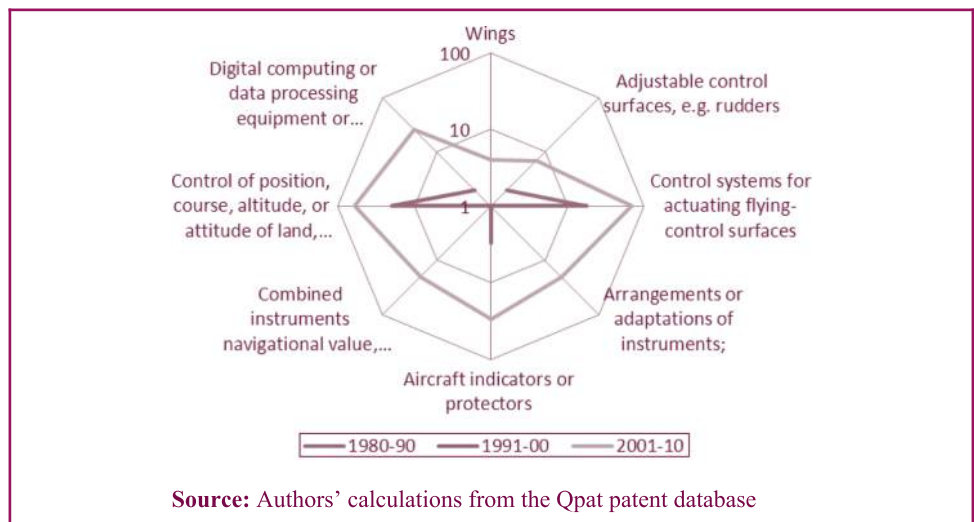 Wings
100
Digital computing or
data processing
equipment or...
Adjustable control
surfaces, e.g. rudders
10
Control of position,
course, altitude, or
attitude of land,...
1
Control systems for
actuating flying-
control surfaces
Combined
instruments
navigational value,...
Arrangements or
adaptations of
instruments;
Aircraft indicators or
protectors
1980-90 1991-00 2001-10
Source: Authors’ calculations from the Qpat patent database